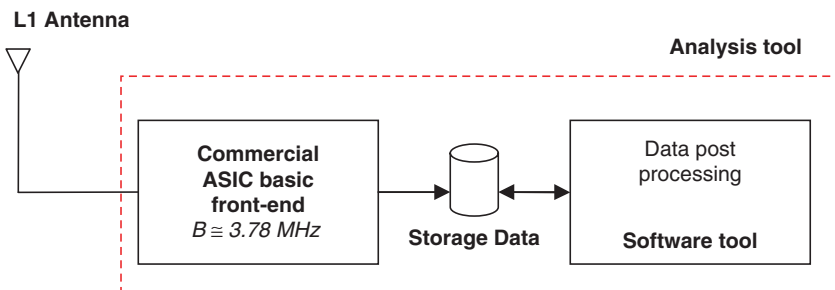 L1 Antenna
Analysis tool
Commercial
ASIC basic
front-end
B ≅ 3.78 MHz
Storage Data
Data post
processing
Software tool